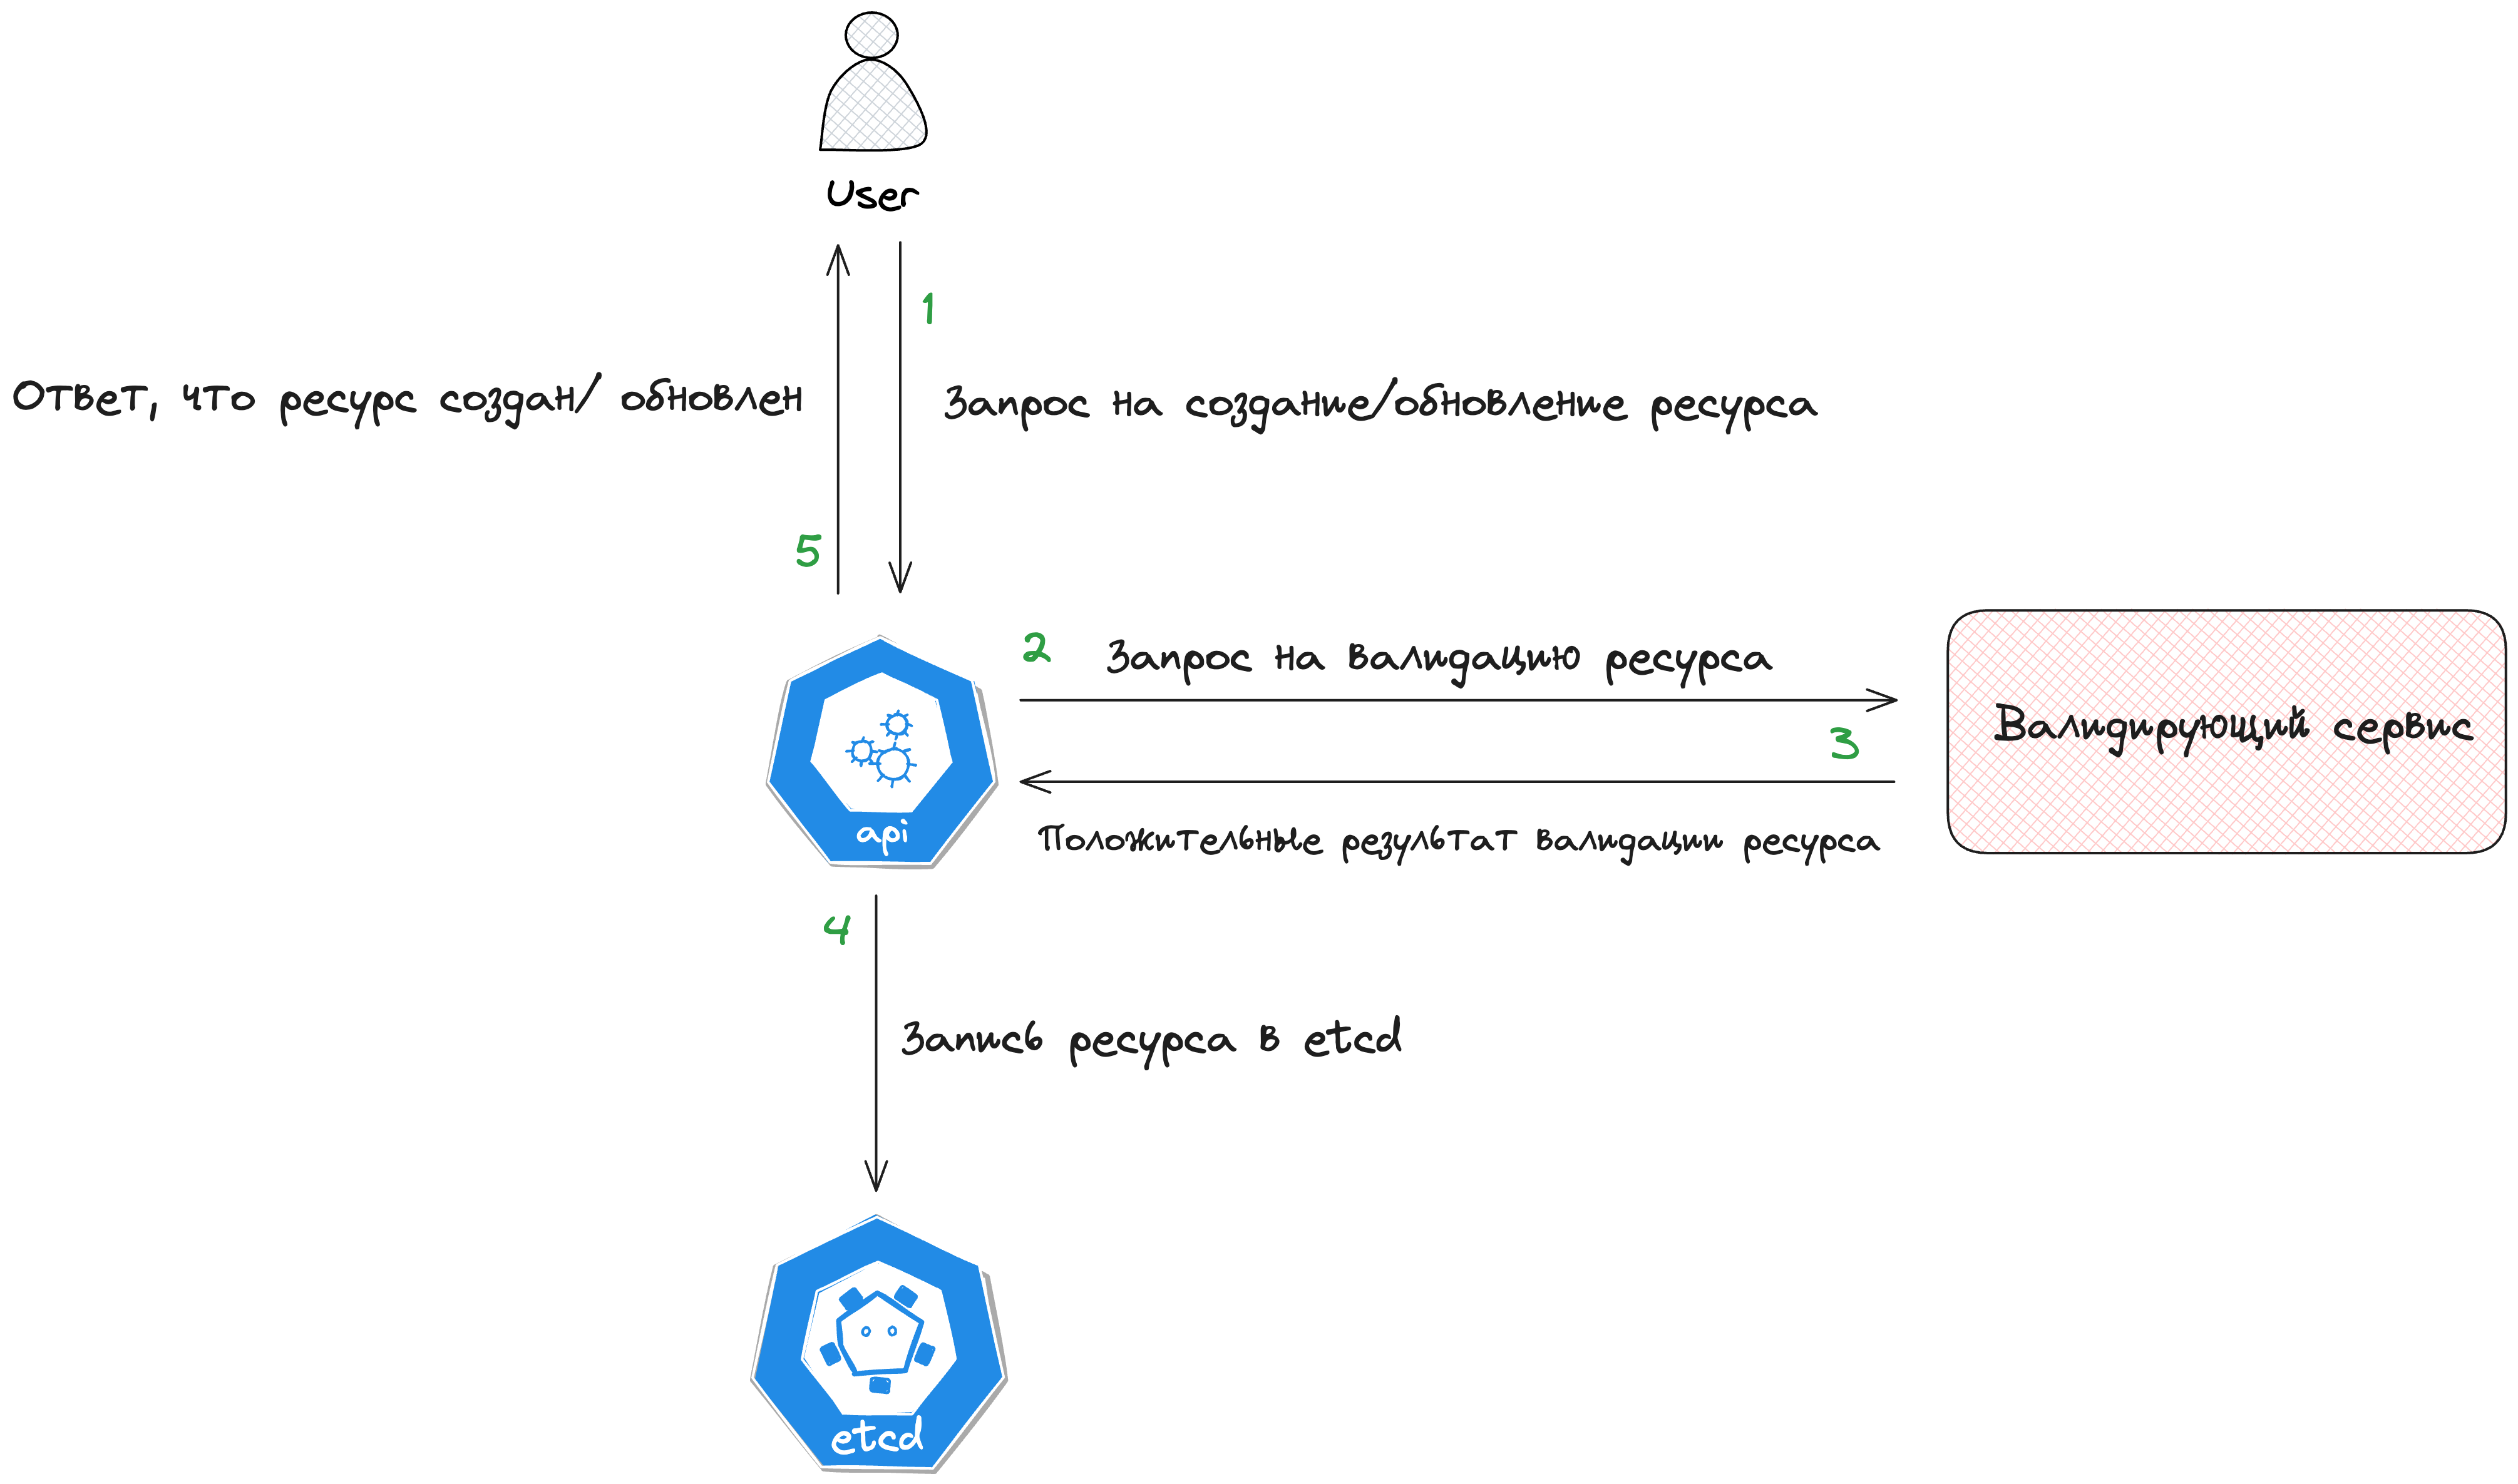 User
1
Ответ, что ресурс создан/ обновлен
Запрос на создание/обновление ресурса
5
2
Запрос на валидацию ресурса
Валидирующий сервис
3
api
Положительные результат валидации ресурса
4
Запись ресурса в etcd
etcd